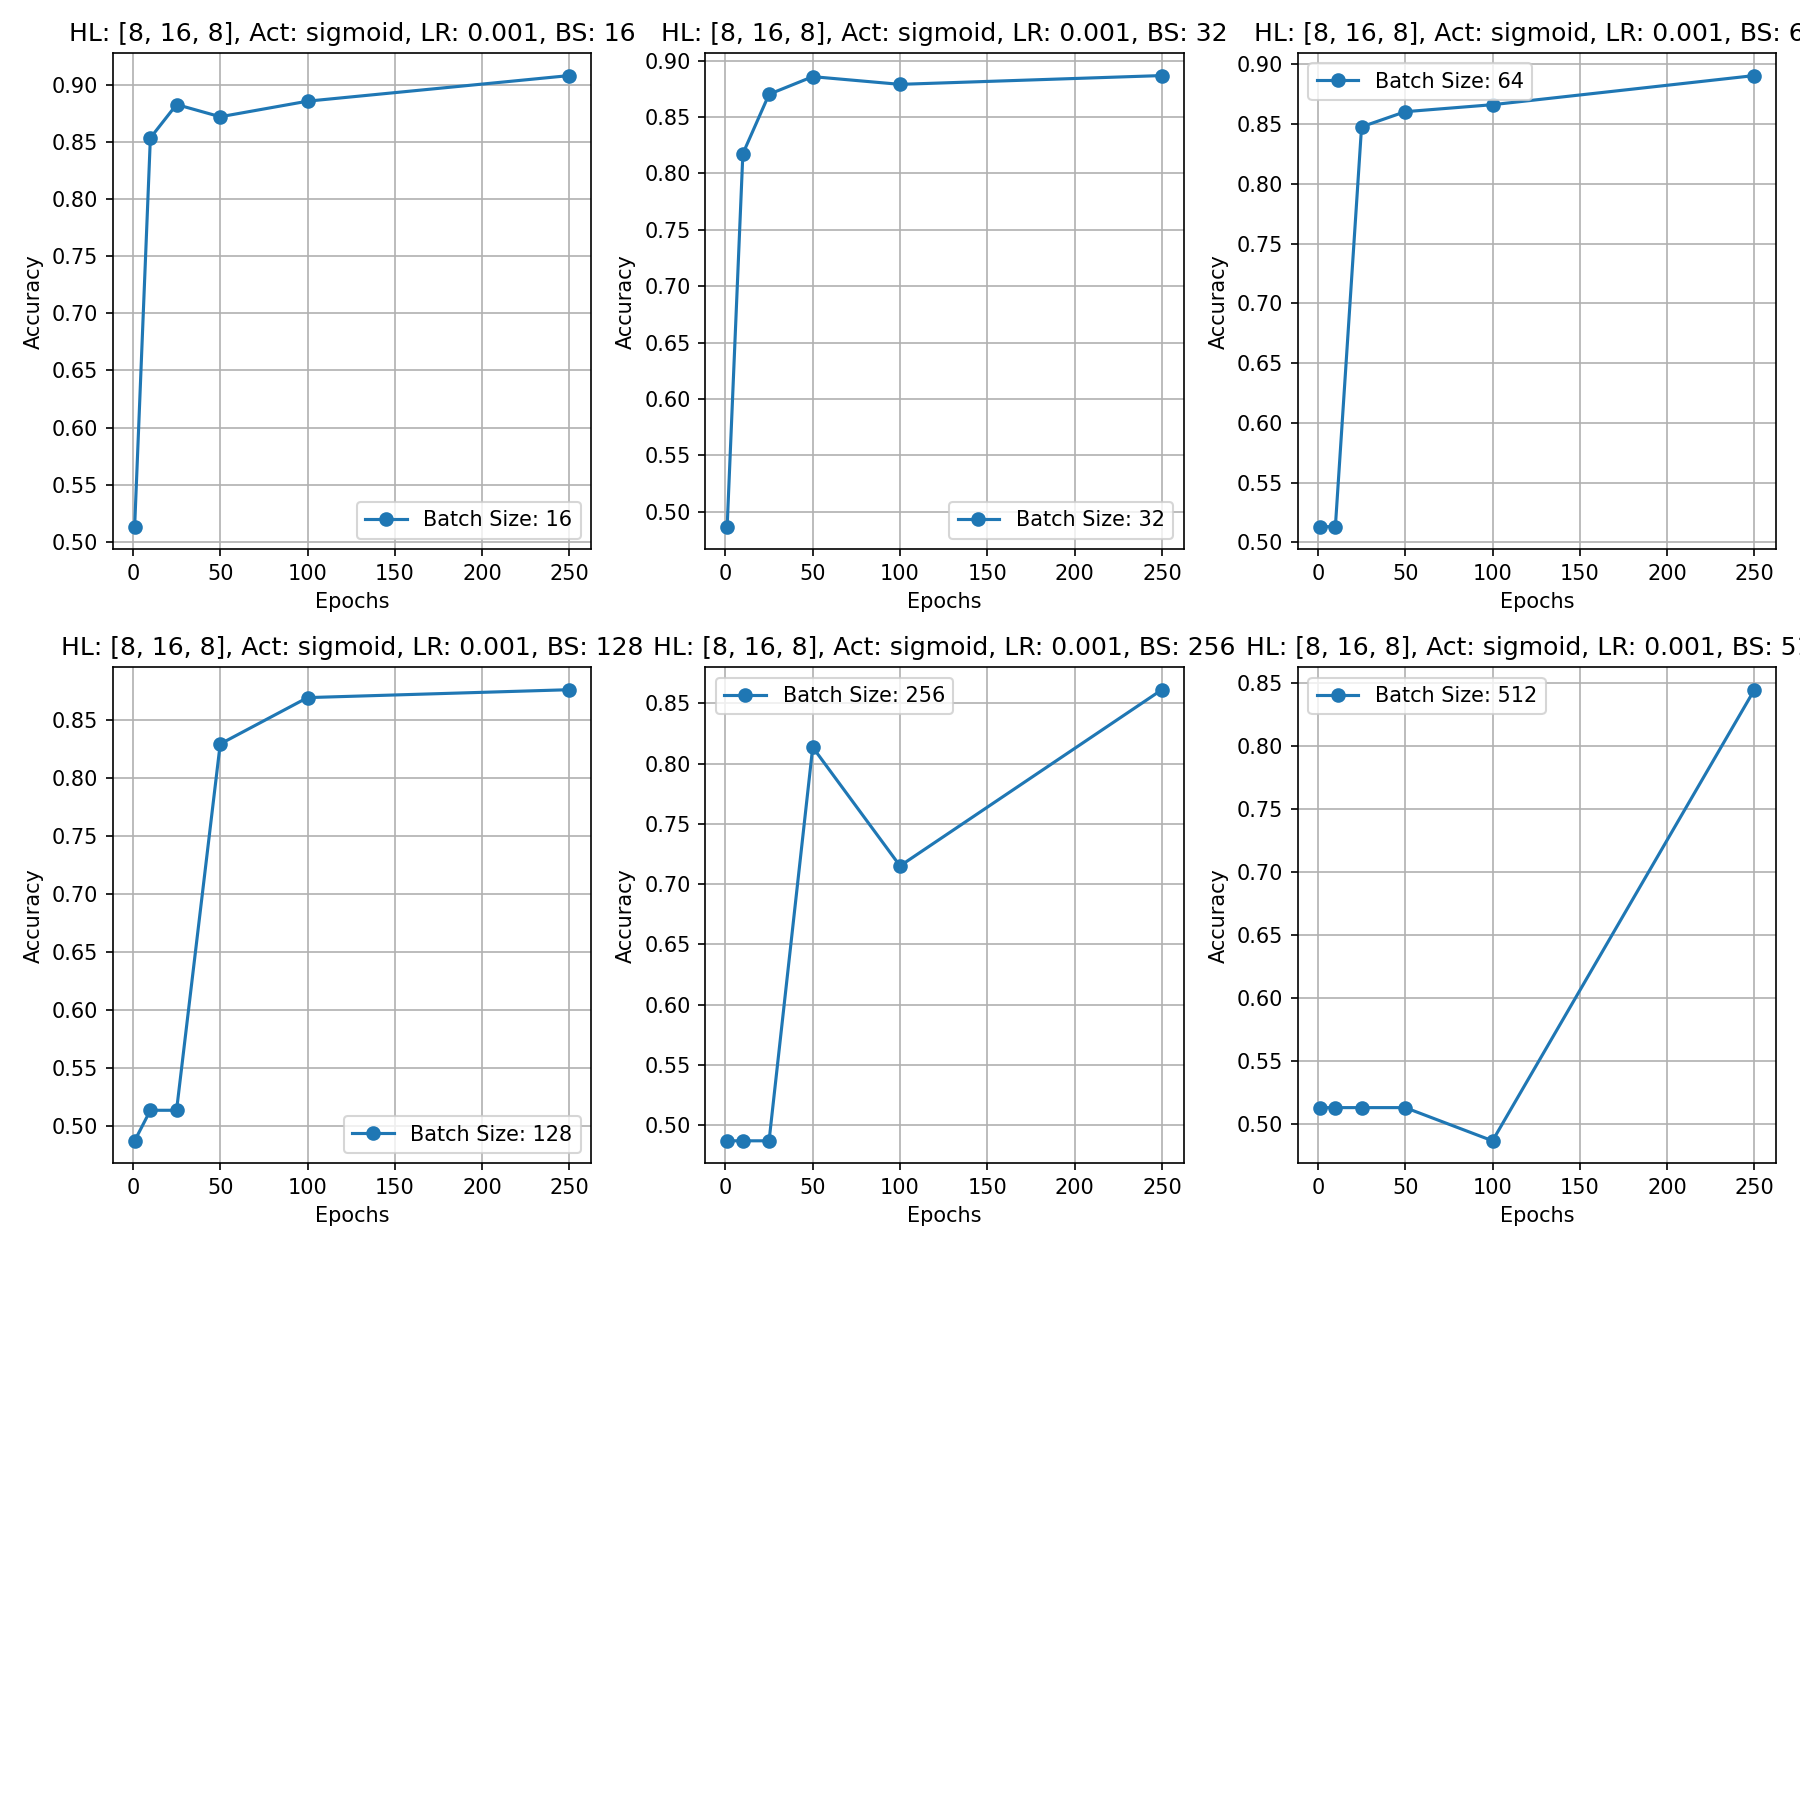 HL: [8, 16, 8], Act: sigmoid, LR: 0.001, BS: 16
0.90
0.85
0.80
0.75
0.70
0.65
0.60
0.55
0.50
Accuracy
Batch Size: 16
0 50 100 150 200 250
Epochs
HL: [8, 16, 8], Act: sigmoid, LR: 0.001, BS: 32
0.90
0.85
0.80
0.75
0.70
0.65
0.60
0.55
0.50
Accuracy
Batch Size: 32
0 50 100 150 200 250
Epochs
HL: [8, 16, 8], Act: sigmoid, LR: 0.001, BS: 6
0.90
0.85
0.80
0.75
0.70
0.65
0.60
0.55
0.50
Accuracy
Batch Size: 64
0 50 100 150 200 250
Epochs
HL: [8, 16, 8], Act: sigmoid, LR: 0.001, BS: 128
0.85
0.80
0.75
0.70
0.65
0.60
0.55
0.50
Accuracy
Batch Size: 128
0 50 100 150 200 250
Epochs
HL: [8, 16, 8], Act: sigmoid, LR: 0.001, BS: 256
0.85
0.80
0.75
0.70
0.65
0.60
0.55
0.50
Accuracy
Batch Size: 256
0 50 100 150 200 250
Epochs
HL: [8, 16, 8], Act: sigmoid, LR: 0.001, BS: 51
0.85
0.80
0.75
0.70
0.65
0.60
0.55
0.50
Accuracy
Batch Size: 512
0 50 100 150 200 250
Epochs